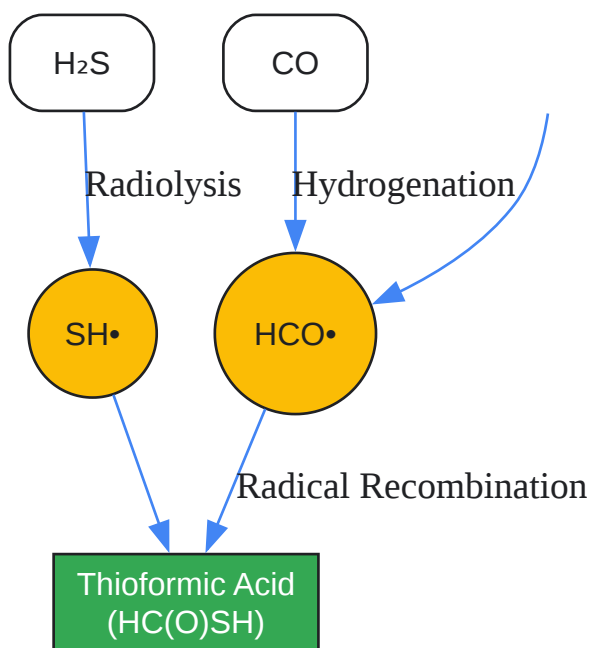 H₂S
CO
Radiolysis
Hydrogenation
SH•
HCO•
Radical Recombination
Thioformic Acid
(HC(O)SH)